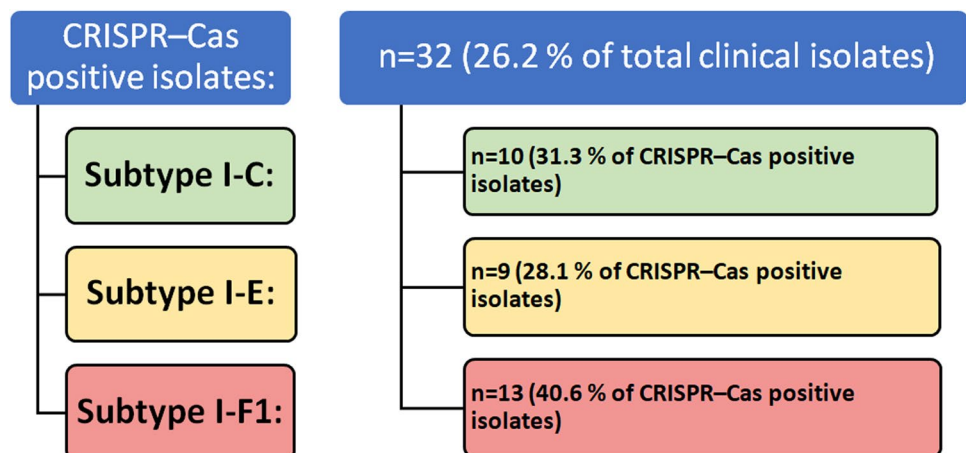 CRISPR–Cas
positive isolates:
n=32 (26.2 % of total clinical isolates)
Subtype I-C:
n=10 (31.3 % of CRISPR–Cas positive
isolates)
Subtype I-E:
n=9 (28.1 % of CRISPR–Cas positive
isolates)
Subtype I-F1:
n=13 (40.6 % of CRISPR–Cas positive
isolates)